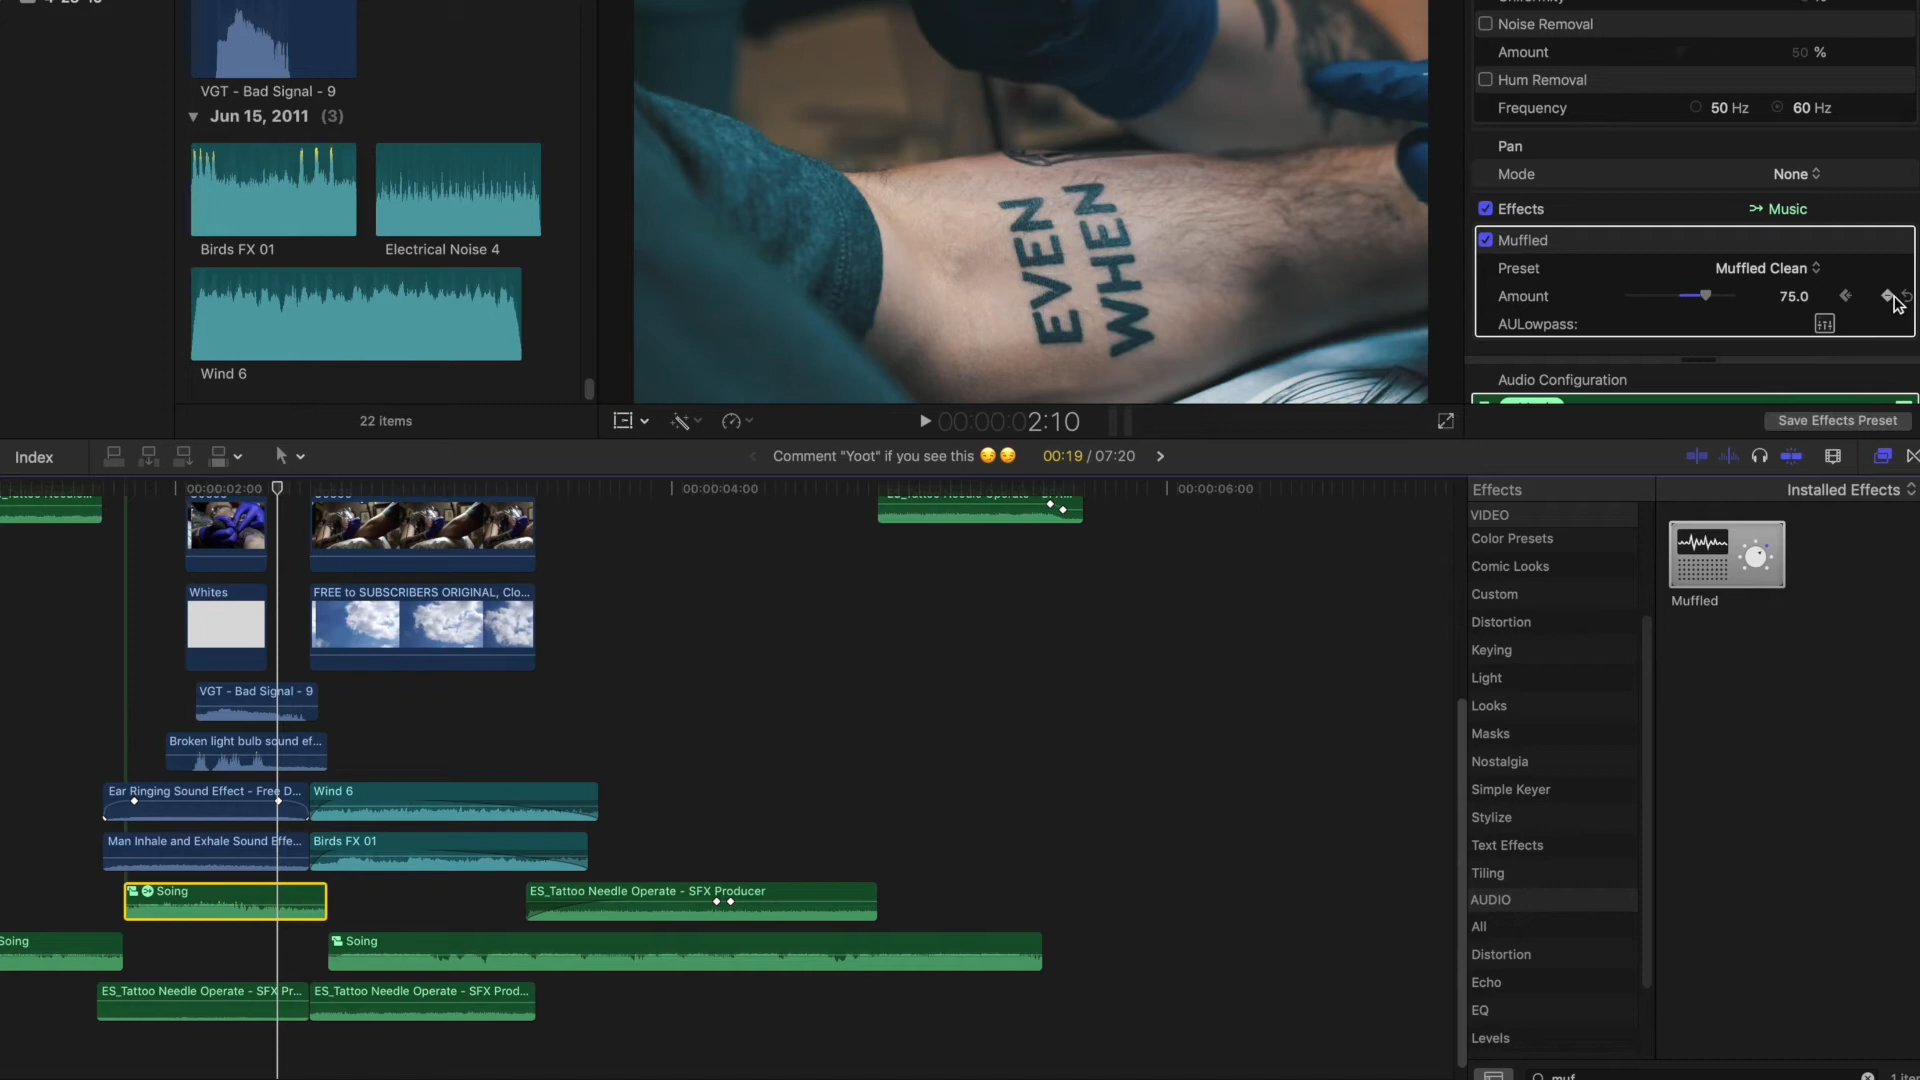 VGT - Bad Signal - 9
Jun 15, 2011 (3)
Birds FX 01
Electrical Noise 4
Wind 6
22 items
EVEN
WHEN
00:00:00:02:10
Noise Removal
Amount 50 %
Hum Removal
Frequency 50 Hz 60 Hz
Pan
Mode None
Effects Music
Muffled
Preset Muffled Clean
Amount 75.0
AULowpass:
Audio Configuration
Save Effects Preset
Index
Comment "Yoot" if you see this 😏😏 00:19 / 07:20
00:00:02:00
00:00:04:00
00:00:06:00
Whites
FREE to SUBSCRIBERS ORIGINAL, Clo...
VGT - Bad Signal - 9
Broken light bulb sound ef...
Ear Ringing Sound Effect - Free D...
Wind 6
Man Inhale and Exhale Sound Effe...
Birds FX 01
Soing
ES_Tattoo Needle Operate - SFX Producer
Soing
Soing
ES_Tattoo Needle Operate - SFX Pr...
ES_Tattoo Needle Operate - SFX Prod...
Effects
Installed Effects
VIDEO
Color Presets
Comic Looks
Custom
Distortion
Keying
Light
Looks
Masks
Nostalgia
Simple Keyer
Stylize
Text Effects
Tiling
AUDIO
All
Distortion
Echo
EQ
Levels
Muffled
muf